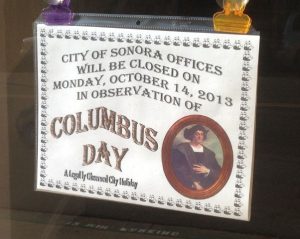 CITY OF SONORA OFFICES
WILL BE CLOSED ON
MONDAY, OCTOBER 14, 2013
IN OBSERVATION OF
COLUMBUS
DAY
A Legally Observed City Holiday